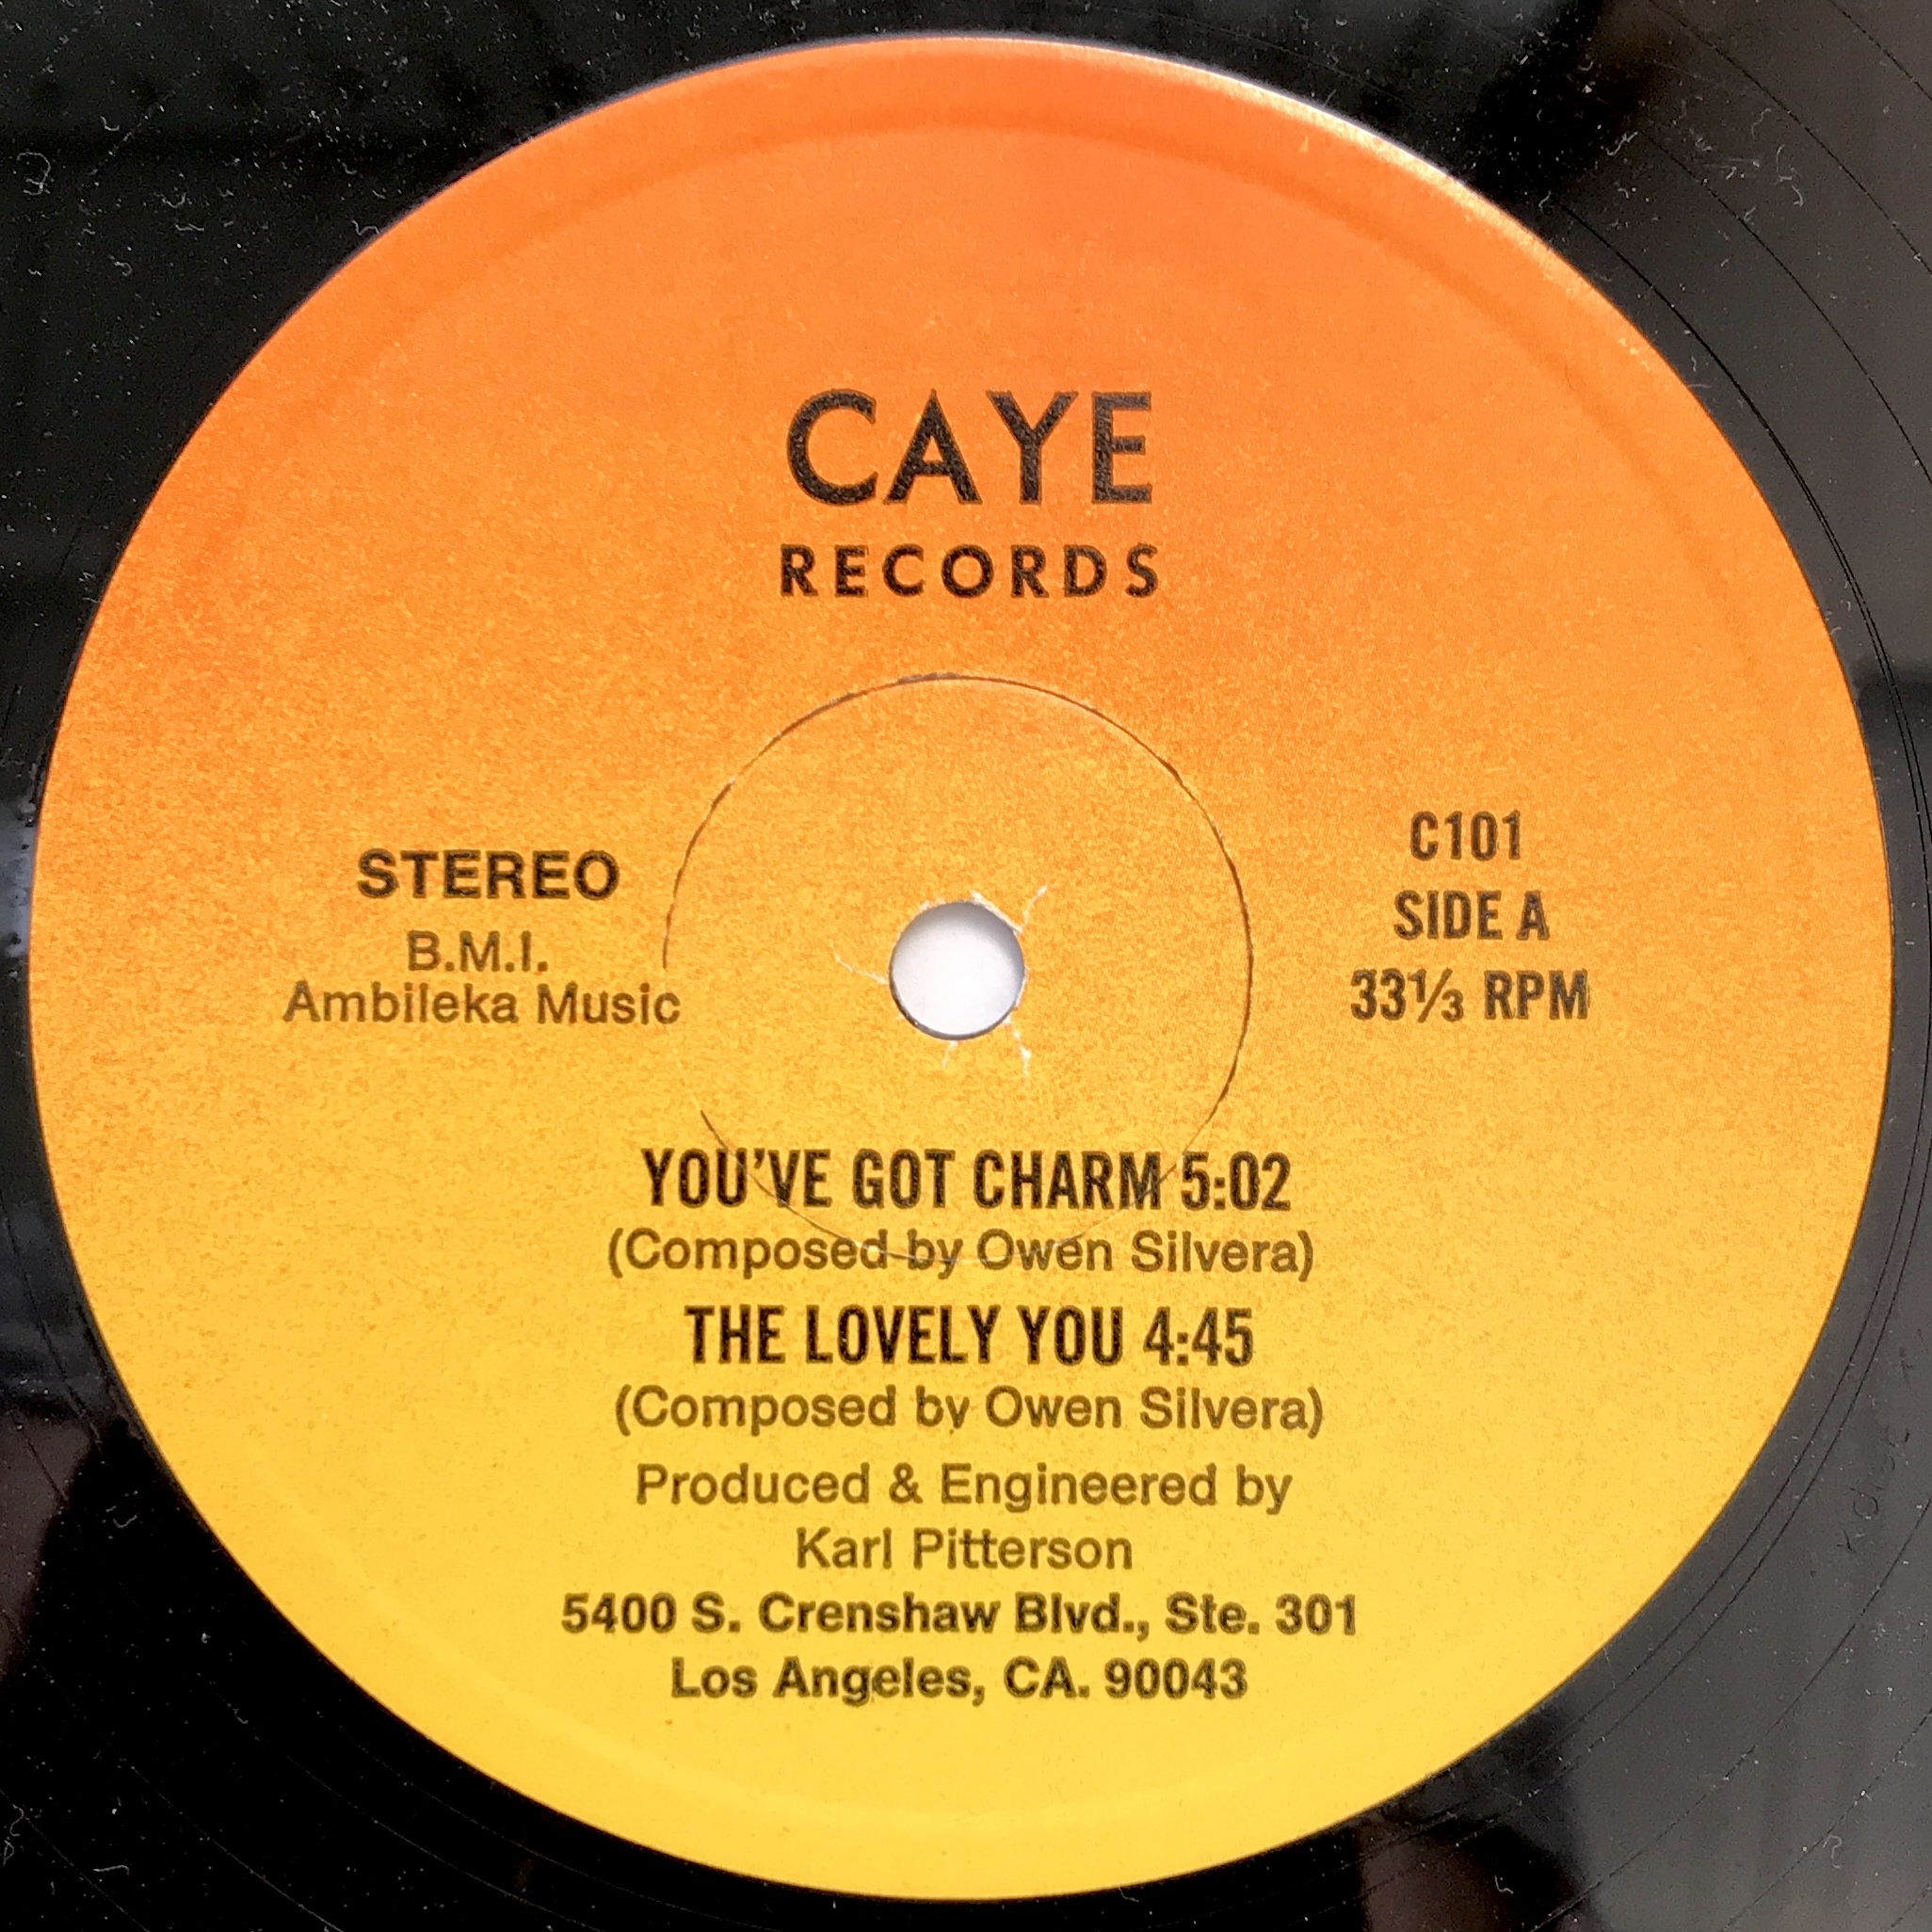 CAYE
RECORDS
STEREO
B.M.I.
Ambileka Music
C101
SIDE A
33⅓ RPM
YOU'VE GOT CHARM 5:02
(Composed by Owen Silvera)
THE LOVELY YOU 4:45
(Composed by Owen Silvera)
Produced & Engineered by
Karl Pitterson
5400 S. Crenshaw Blvd., Ste. 301
Los Angeles, CA. 90043